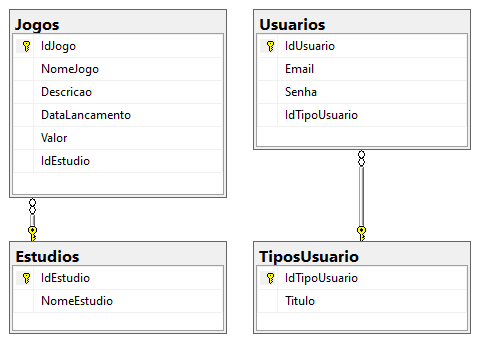 Jogos
IdJogo
NomeJogo
Descricao
DataLancamento
Valor
IdEstudio
Usuarios
IdUsuario
Email
Senha
IdTipoUsuario
Estudios
IdEstudio
NomeEstudio
TiposUsuario
IdTipoUsuario
Titulo